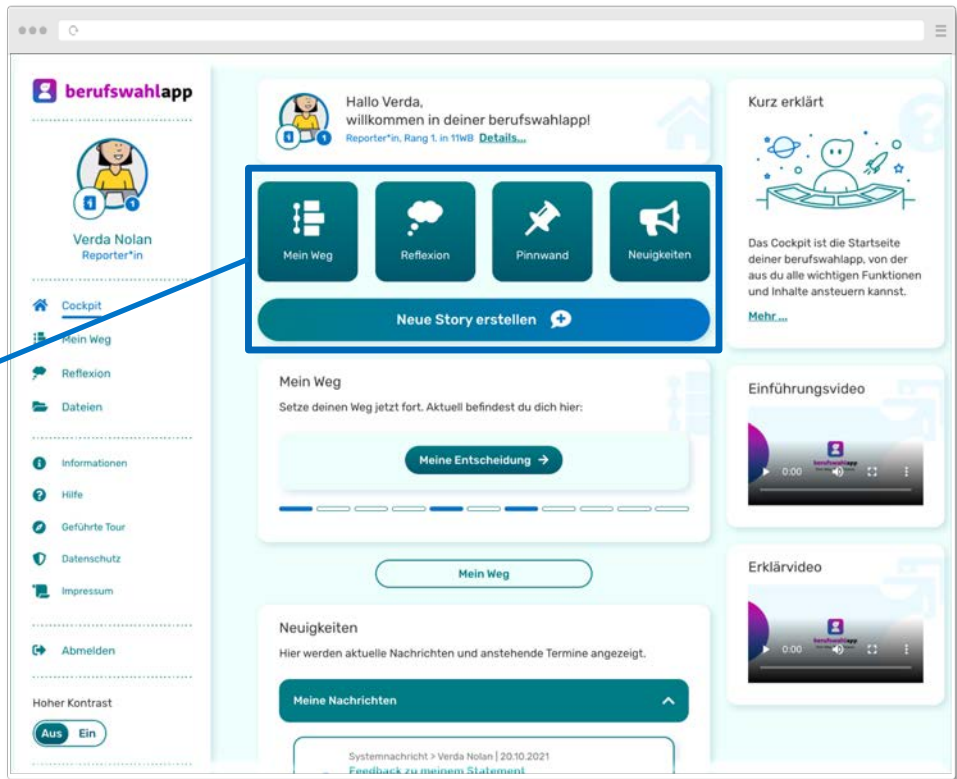 berufswahlapp
Verda Nolan
Reporter*in
Cockpit
Mein Weg
Reflexion
Dateien
Informationen
Hilfe
Geführte Tour
Datenschutz
Impressum
Abmelden
Hoher Kontrast
Aus Ein
Hallo Verda,
willkommen in deiner berufswahlapp!
Reporter*in, Rang 1. in 11WB Details...
Mein Weg
Reflexion
Pinnwand
Neuigkeiten
Neue Story erstellen
Mein Weg
Setze deinen Weg jetzt fort. Aktuell befindest du dich hier:
Meine Entscheidung →
Mein Weg
Neuigkeiten
Hier werden aktuelle Nachrichten und anstehende Termine angezeigt.
Meine Nachrichten
Systemnachricht > Verda Nolan | 20.10.2021
Feedback zu meinem Statement
Kurz erklärt
Das Cockpit ist die Startseite
deiner berufswahlapp, von der
aus du alle wichtigen Funktionen
und Inhalte ansteuern kannst.
Mehr ...
Einführungsvideo
berufswahlapp
0:00
Erklärvideo
berufswahlapp
0:00